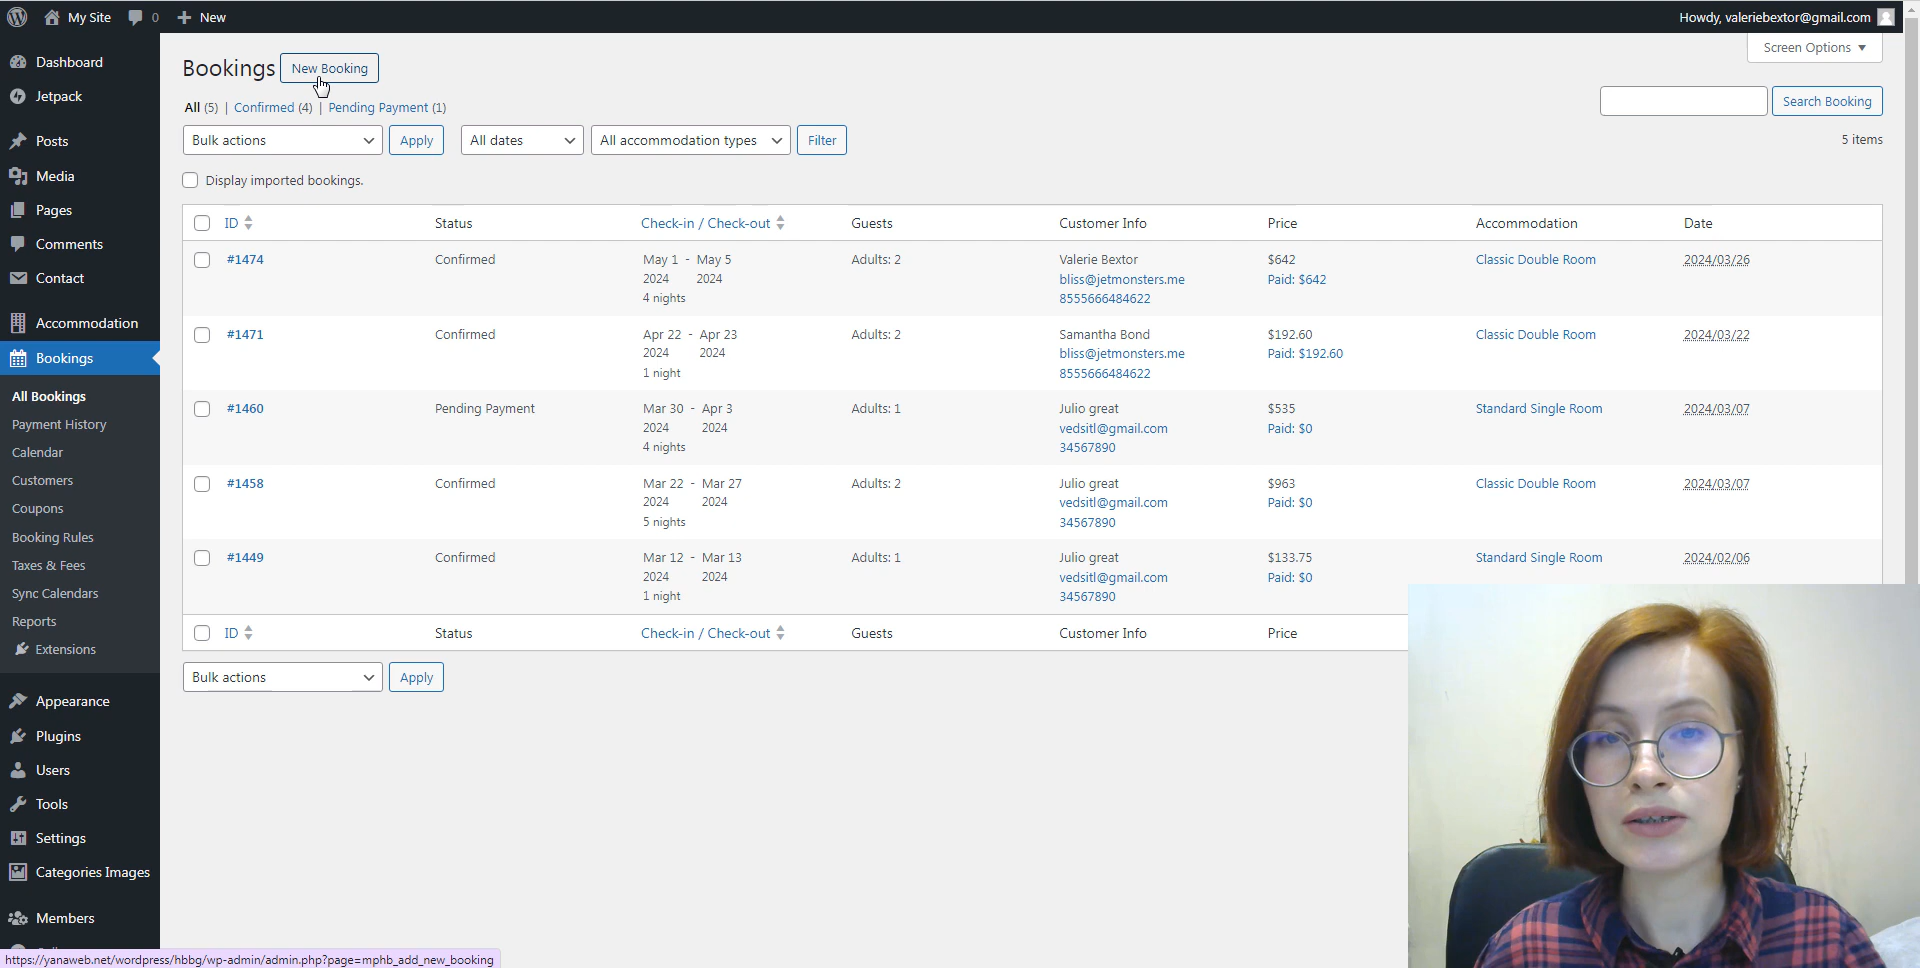 My Site 0 New Howdy, valeriebextor@gmail.com
Screen Options
Dashboard
Jetpack
Posts
Media
Pages
Comments
Contact
Accommodation
Bookings
All Bookings
Payment History
Calendar
Customers
Coupons
Booking Rules
Taxes & Fees
Sync Calendars
Reports
Extensions
Appearance
Plugins
Users
Tools
Settings
Categories Images
Members
Bookings New Booking
All (5) | Confirmed (4) | Pending Payment (1)
Search Booking
Bulk actions Apply All dates All accommodation types Filter 5 items
Display imported bookings.
ID Status Check-in / Check-out Guests Customer Info Price Accommodation Date
#1474 Confirmed May 1 - May 5 Adults: 2 Valerie Bextor $642 Classic Double Room 2024/03/26
2024 2024 bliss@jetmonsters.me Paid: $642
4 nights 8555666484622
#1471 Confirmed Apr 22 - Apr 23 Adults: 2 Samantha Bond $192.60 Classic Double Room 2024/03/22
2024 2024 bliss@jetmonsters.me Paid: $192.60
1 night 8555666484622
#1460 Pending Payment Mar 30 - Apr 3 Adults: 1 Julio great $535 Standard Single Room 2024/03/07
2024 2024 vedsitl@gmail.com Paid: $0
4 nights 34567890
#1458 Confirmed Mar 22 - Mar 27 Adults: 2 Julio great $963 Classic Double Room 2024/03/07
2024 2024 vedsitl@gmail.com Paid: $0
5 nights 34567890
#1449 Confirmed Mar 12 - Mar 13 Adults: 1 Julio great $133.75 Standard Single Room 2024/02/06
2024 2024 vedsitl@gmail.com Paid: $0
1 night 34567890
ID Status Check-in / Check-out Guests Customer Info Price
Bulk actions Apply
https://yanaweb.net/wordpress/hbbg/wp-admin/admin.php?page=mphb_add_new_booking